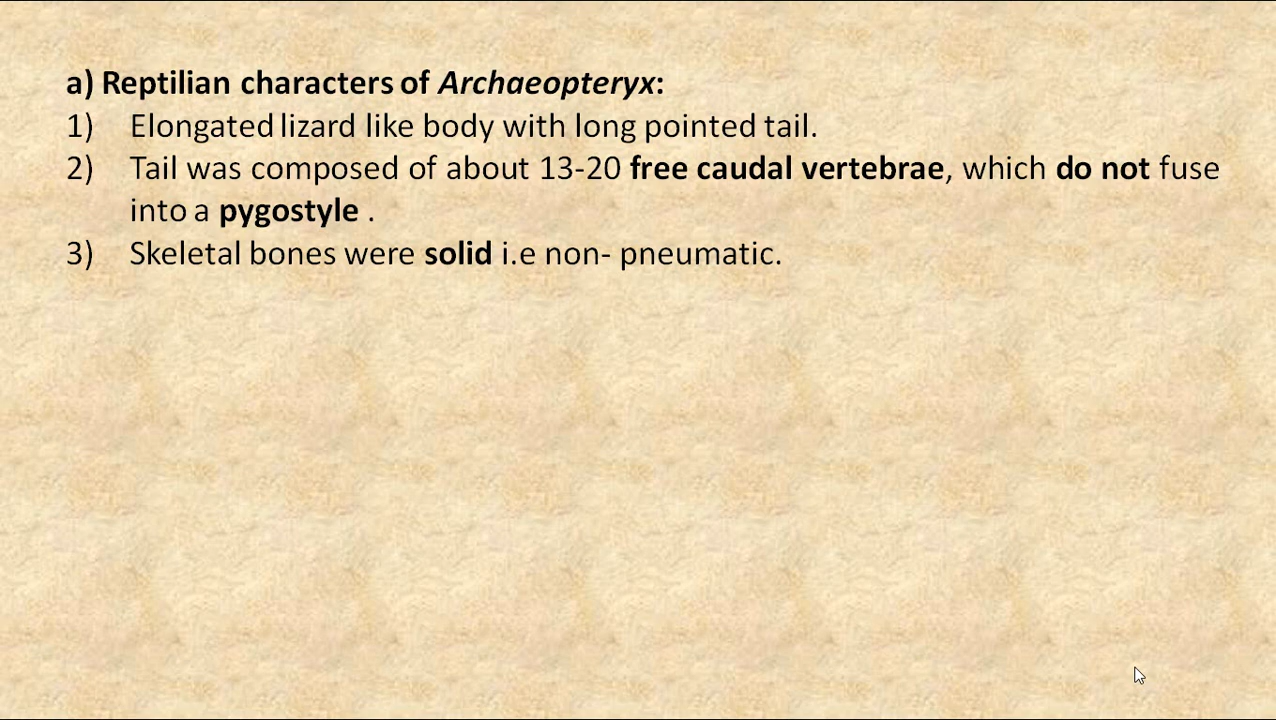 a) Reptilian characters of Archaeopteryx:
1) Elongated lizard like body with long pointed tail.
2) Tail was composed of about 13-20 free caudal vertebrae, which do not fuse
into a pygostyle .
3) Skeletal bones were solid i.e non- pneumatic.